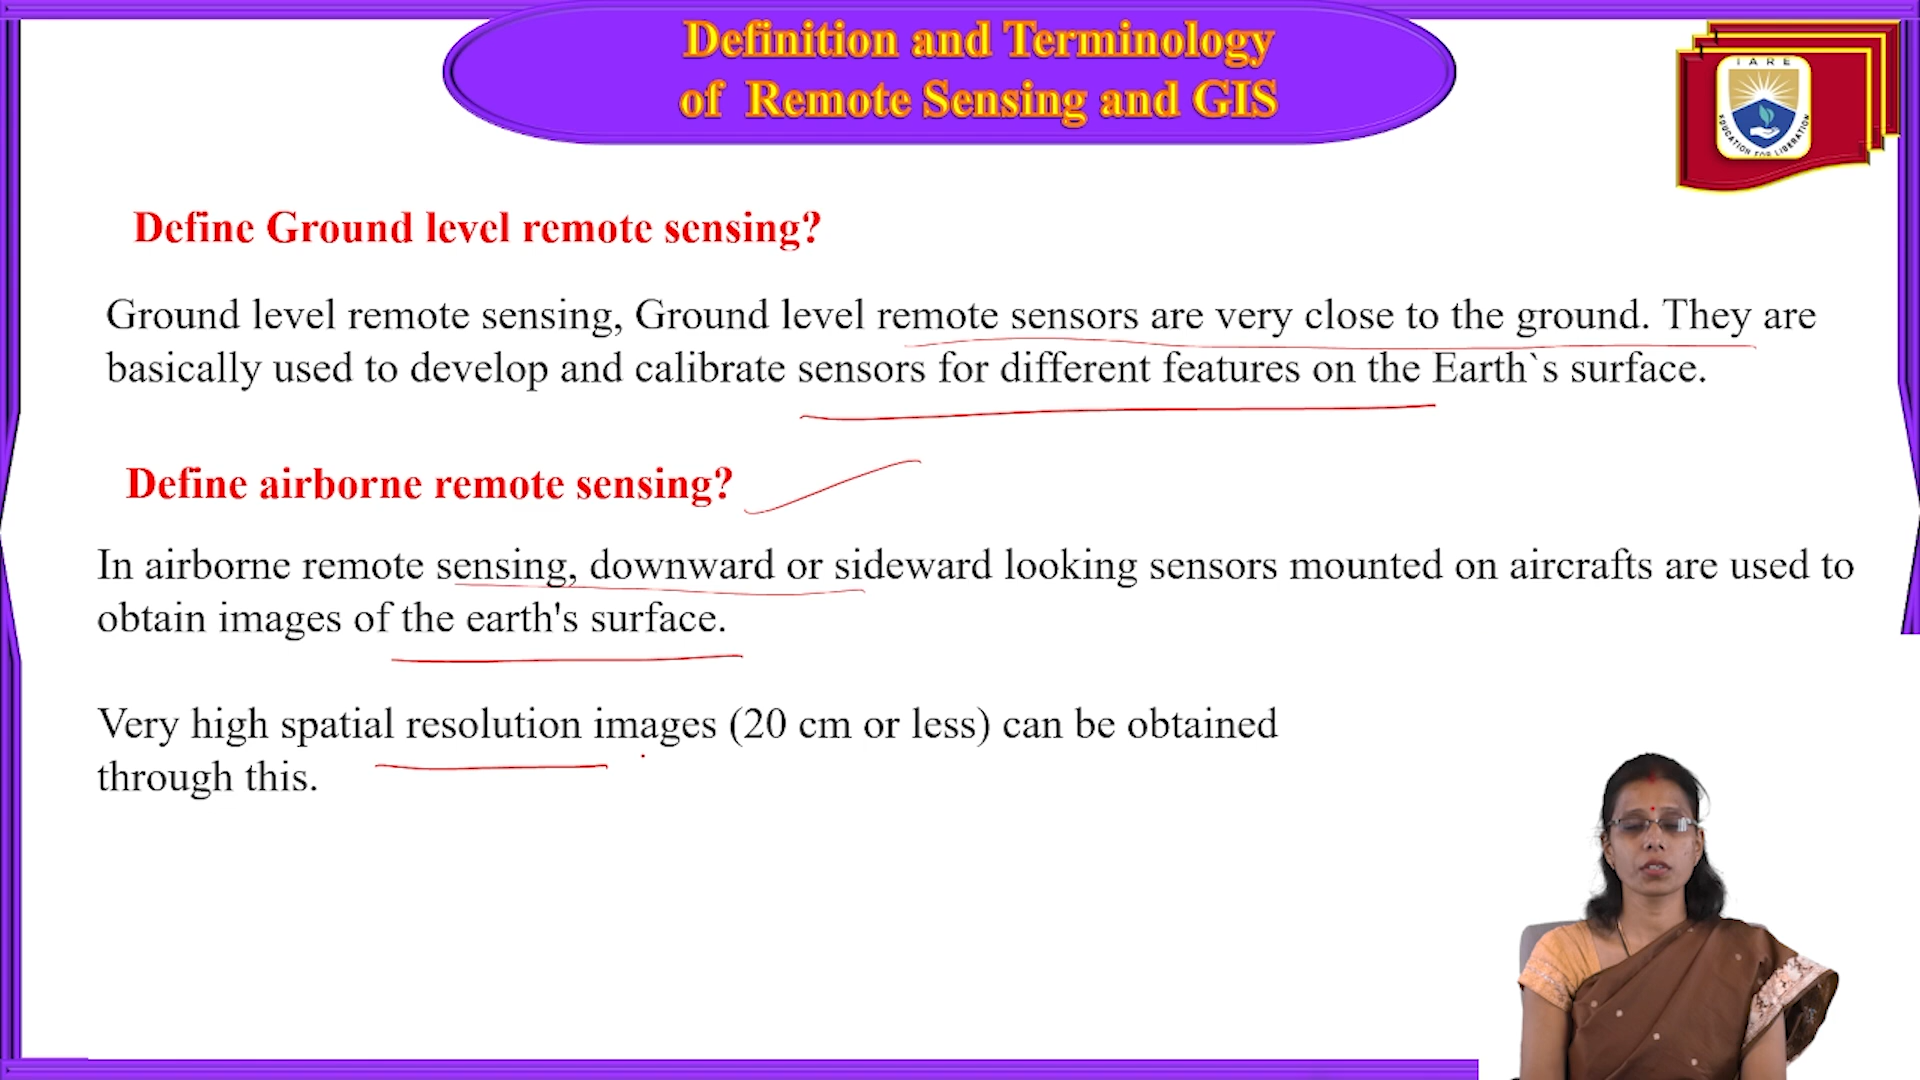 Definition and Terminology
of Remote Sensing and GIS
IARE
EDUCATION FOR LIBERATION
Define Ground level remote sensing?
Ground level remote sensing, Ground level remote sensors are very close to the ground. They are
basically used to develop and calibrate sensors for different features on the Earth`s surface.
Define airborne remote sensing?
In airborne remote sensing, downward or sideward looking sensors mounted on aircrafts are used to
obtain images of the earth's surface.
Very high spatial resolution images (20 cm or less) can be obtained
through this.